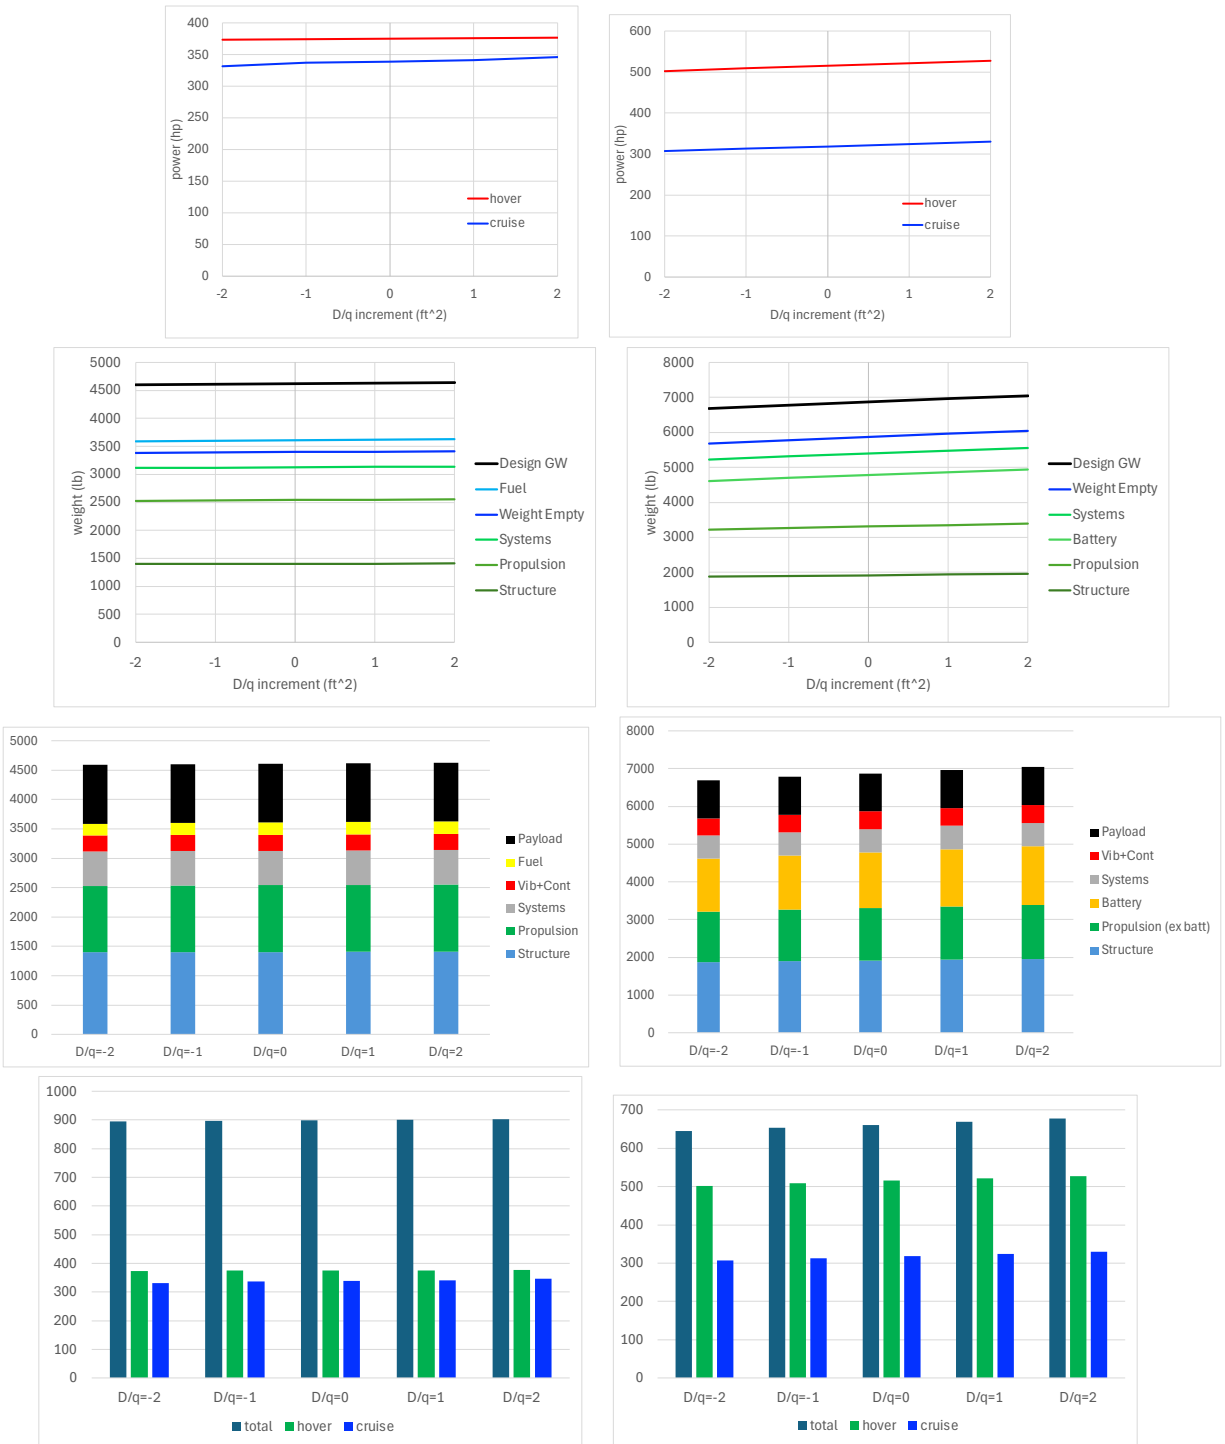 400
350
300
250
200
150
100
50
0
power (hp)
hover
cruise
-2 -1 0 1 2
D/q increment (ft^2)
600
500
400
300
200
100
0
power (hp)
hover
cruise
-2 -1 0 1 2
D/q increment (ft^2)
5000
4500
4000
3500
3000
2500
2000
1500
1000
500
0
weight (lb)
Design GW
Fuel
Weight Empty
Systems
Propulsion
Structure
-2 -1 0 1 2
D/q increment (ft^2)
8000
7000
6000
5000
4000
3000
2000
1000
0
weight (lb)
Design GW
Weight Empty
Systems
Battery
Propulsion
Structure
-2 -1 0 1 2
D/q increment (ft^2)
5000
4500
4000
3500
3000
2500
2000
1500
1000
500
0
Payload
Fuel
Vib+Cont
Systems
Propulsion
Structure
D/q=-2 D/q=-1 D/q=0 D/q=1 D/q=2
8000
7000
6000
5000
4000
3000
2000
1000
0
Payload
Vib+Cont
Systems
Battery
Propulsion (ex batt)
Structure
D/q=-2 D/q=-1 D/q=0 D/q=1 D/q=2
1000
900
800
700
600
500
400
300
200
100
0
D/q=-2 D/q=-1 D/q=0 D/q=1 D/q=2
total hover cruise
700
600
500
400
300
200
100
0
D/q=-2 D/q=-1 D/q=0 D/q=1 D/q=2
total hover cruise